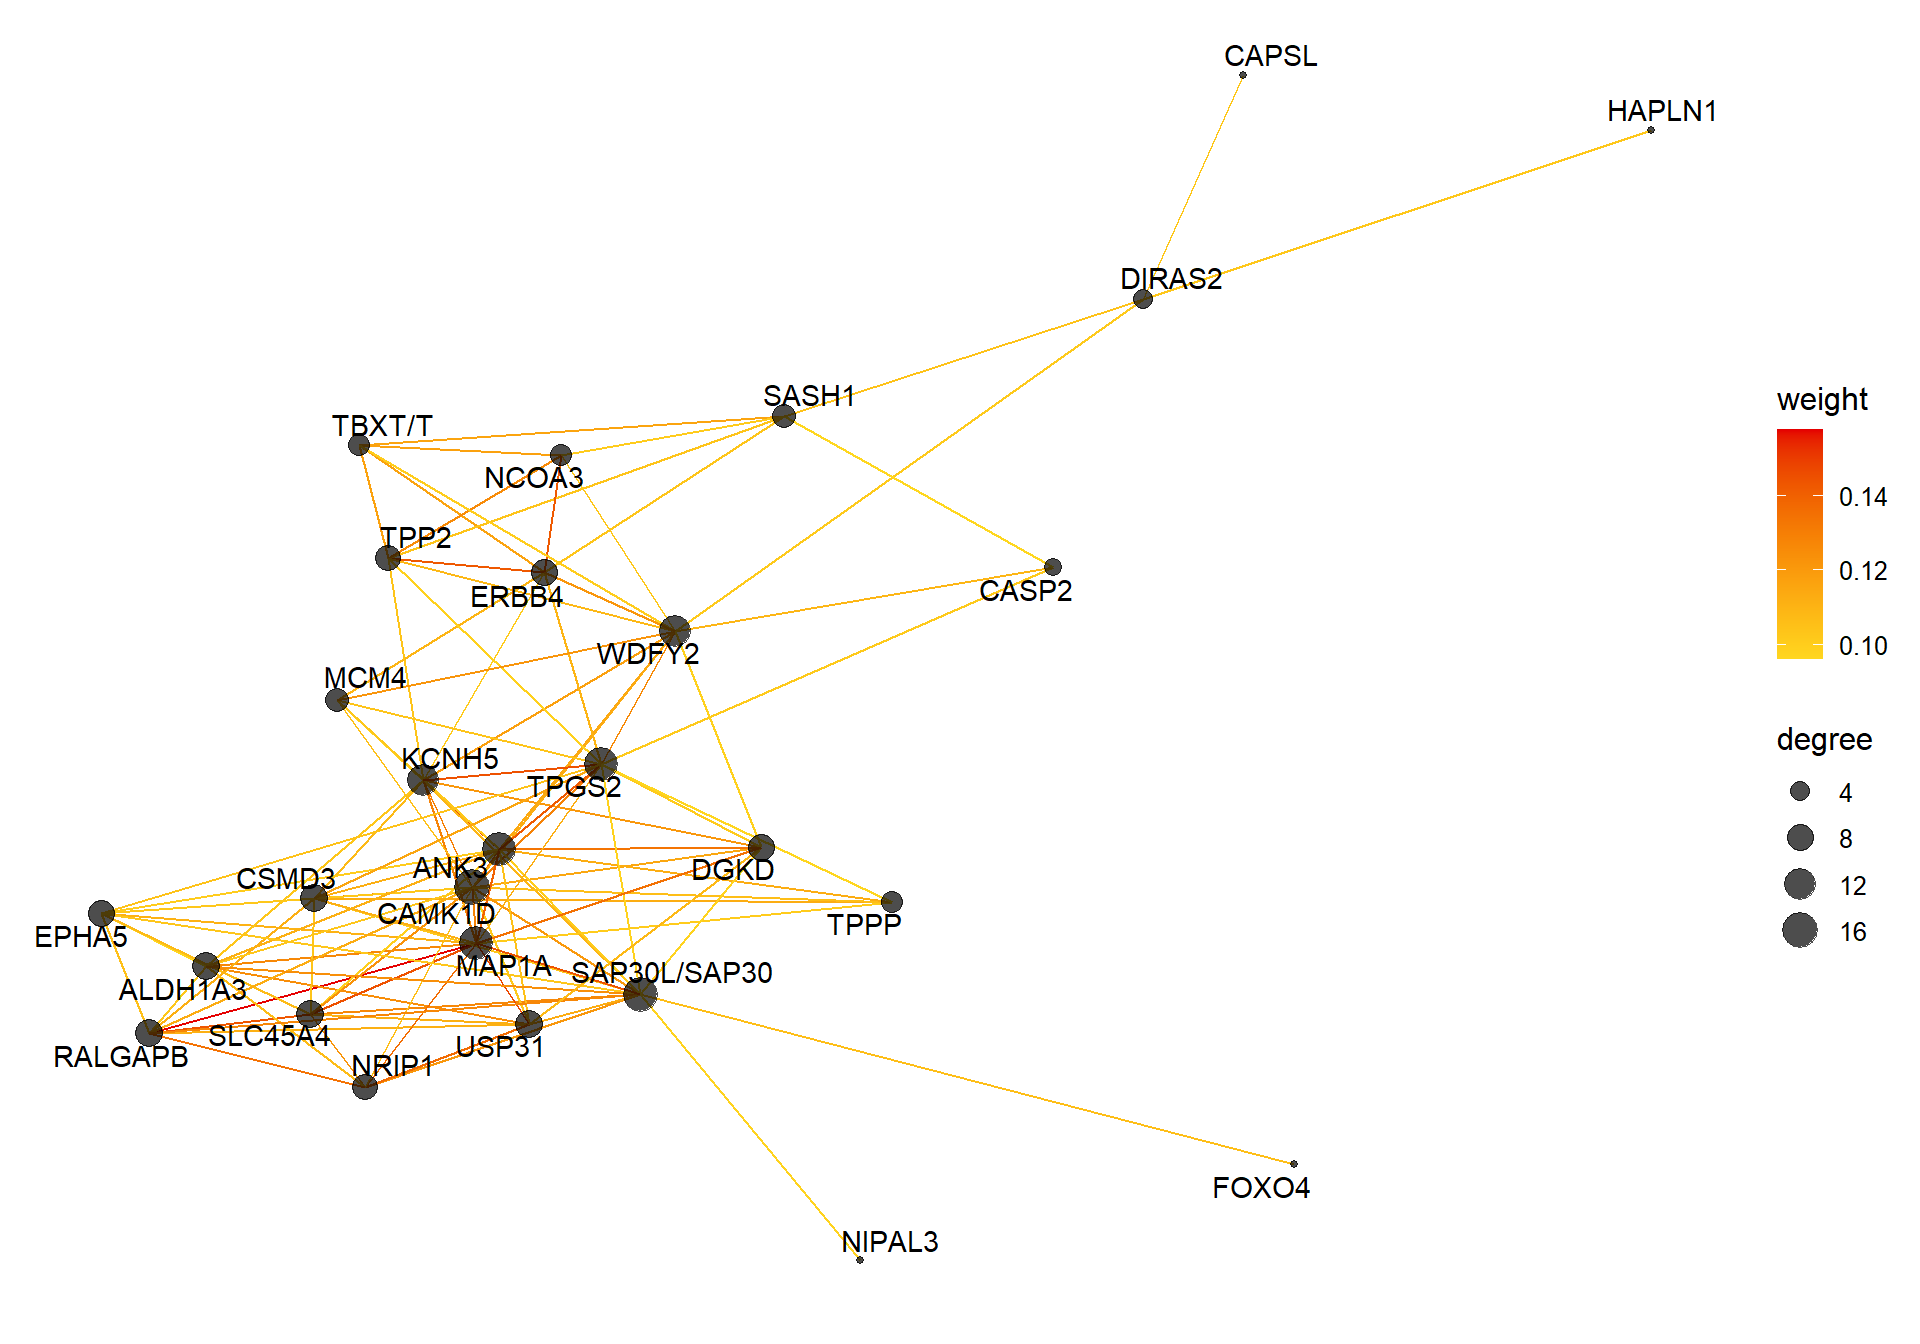 CAPSL
HAPLN1
DIRAS2
SASH1
TBXT/T
NCOA3
TPP2
ERBB4
CASP2
WDFY2
MCM4
KCNH5
TPGS2
ANK3
DGKD
CSMD3
CAMK1D
TPPP
EPHA5
MAP1A
SAP30L/SAP30
ALDH1A3
SLC45A4
USP31
RALGAPB
NRIP1
FOXO4
NIPAL3
weight
0.14
0.12
0.10
degree
4
8
12
16